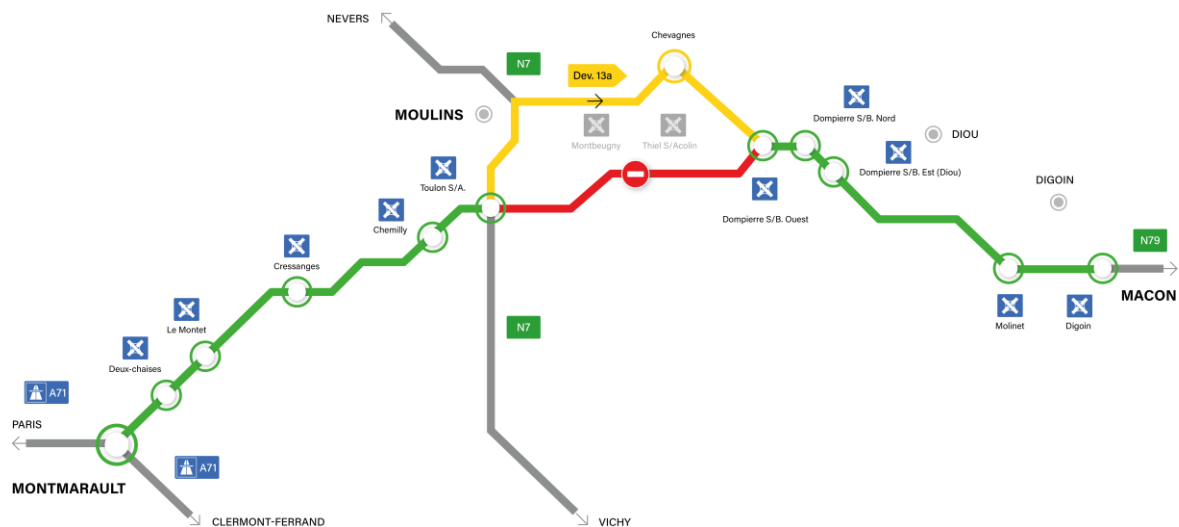 NEVERS
N7
Chevagnes
Dev. 13a
MOULINS
Montbeugny
Thiel S/Acolin
Dompierre S/B. Nord
DIOU
Dompierre S/B. Est (Diou)
Toulon S/A.
DIGOIN
Dompierre S/B. Ouest
Chemilly
N79
Cressanges
MACON
N7
Le Montet
Molinet
Digoin
Deux-chaises
A71
PARIS
A71
MONTMARAULT
CLERMONT-FERRAND
VICHY